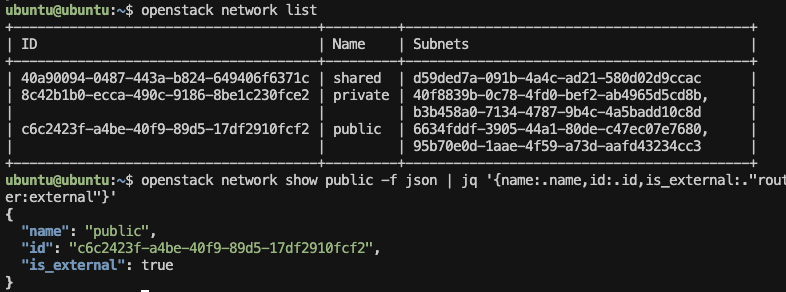 ubuntu@ubuntu:~$ openstack network list
+--------------------------------------+---------+----------------------------------------+
| ID                                   | Name    | Subnets                                |
+--------------------------------------+---------+----------------------------------------+
| 40a90094-0487-443a-b824-649406f6371c | shared  | d59ded7a-091b-4a4c-ad21-580d02d9ccac   |
| 8c42b1b0-ecca-490c-9186-8be1c230fce2 | private | 40f8839b-0c78-4fd0-bef2-ab4965d5cd8b,  |
|                                      |         | b3b458a0-7134-4787-9b4c-4a5badd10c8d   |
| c6c2423f-a4be-40f9-89d5-17df2910fcf2 | public  | 6634fddf-3905-44a1-80de-c47ec07e7680,  |
|                                      |         | 95b70e0d-1aae-4f59-a73d-aafd43234cc3   |
+--------------------------------------+---------+----------------------------------------+
ubuntu@ubuntu:~$ openstack network show public -f json | jq '{name:.name,id:.id,is_external:."rout
er:external"}'
{
  "name": "public",
  "id": "c6c2423f-a4be-40f9-89d5-17df2910fcf2",
  "is_external": true
}